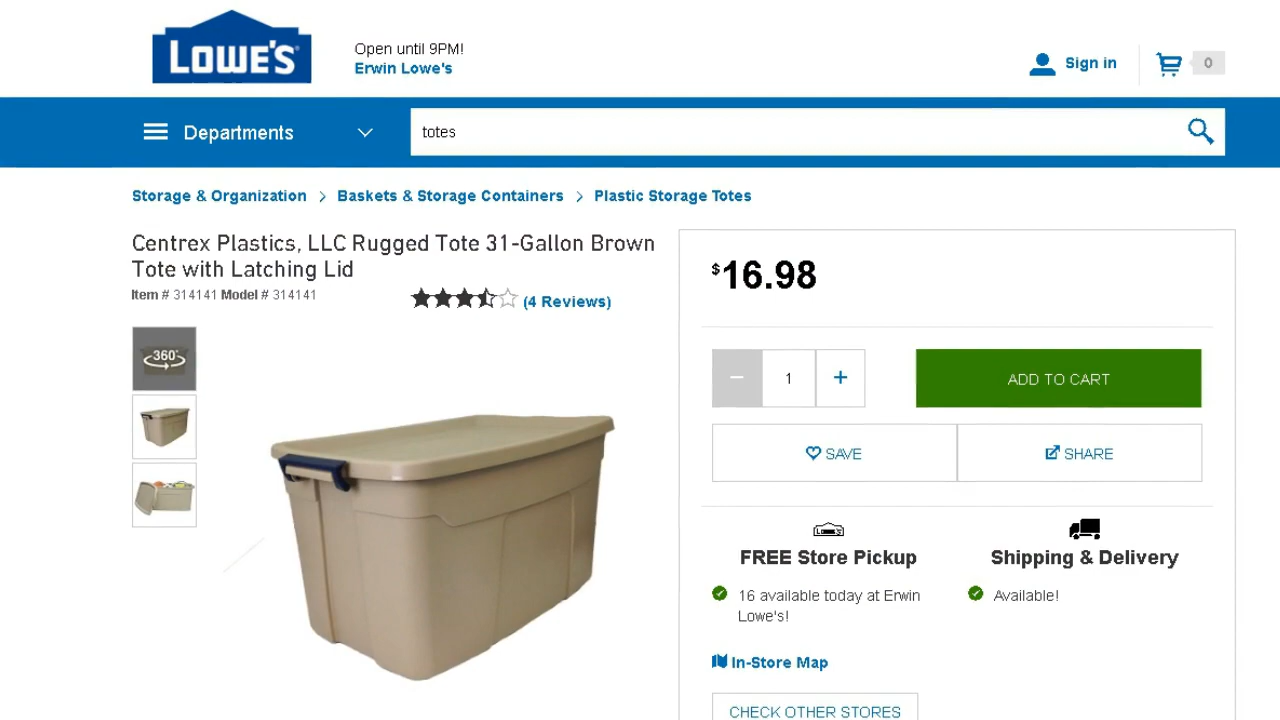 LOWE'S
Open until 9PM!
Erwin Lowe's
Sign in
0
Departments
totes
Storage & Organization > Baskets & Storage Containers > Plastic Storage Totes
Centrex Plastics, LLC Rugged Tote 31-Gallon Brown
Tote with Latching Lid
Item # 314141 Model # 314141
(4 Reviews)
360°
$16.98
− 1 +
ADD TO CART
SAVE
SHARE
LOWE'S
FREE Store Pickup
16 available today at Erwin
Lowe's!
Shipping & Delivery
Available!
In-Store Map
CHECK OTHER STORES